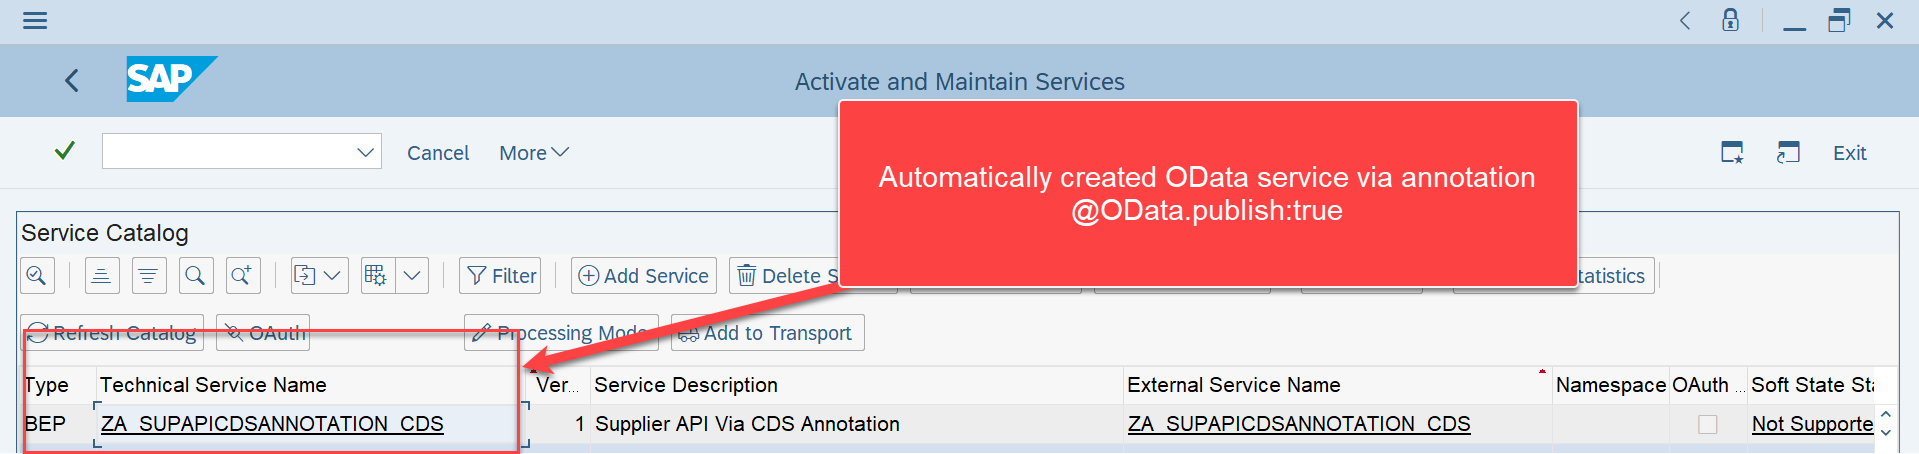 SAP
Activate and Maintain Services
Cancel More Exit
Automatically created OData service via annotation
@OData.publish:true
Service Catalog
Filter Add Service Delete S tatistics
Refresh Catalog OAuth Processing Mode Add to Transport
Type Technical Service Name Ver... Service Description External Service Name Namespace OAuth ... Soft State Sta
BEP ZA_SUPAPICDSANNOTATION_CDS 1 Supplier API Via CDS Annotation ZA_SUPAPICDSANNOTATION_CDS Not Supporte